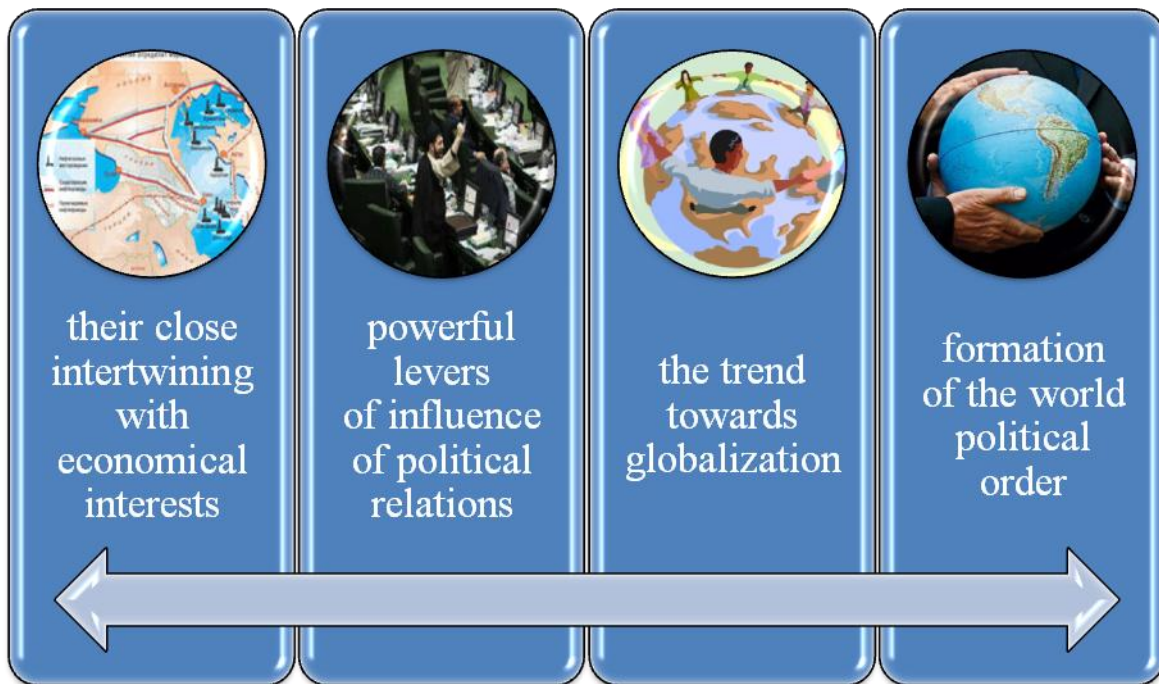 their close
intertwining
with
economical
interests
powerful
levers
of influence
of political
relations
the trend
towards
globalization
formation
of the world
political
order